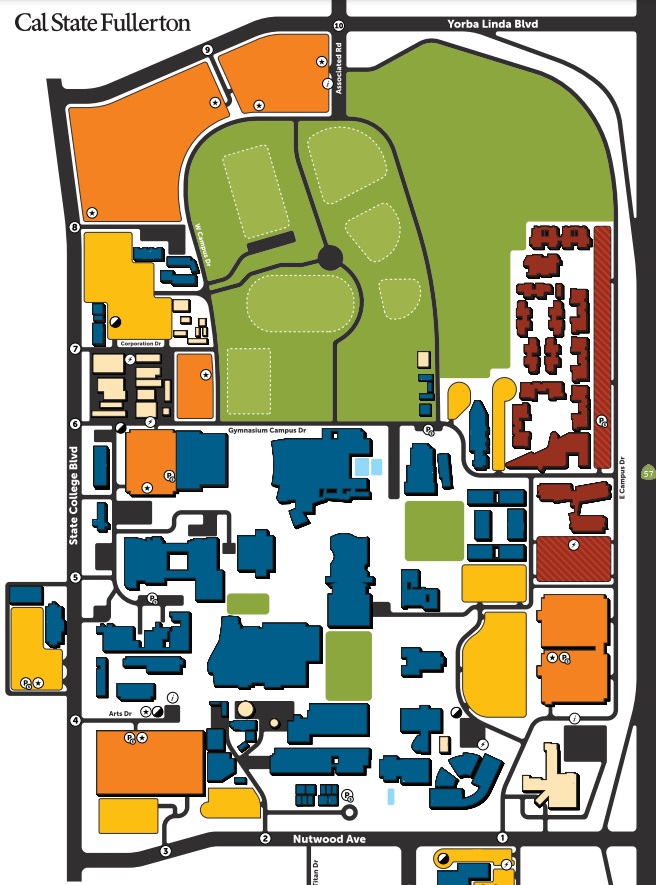 Cal State Fullerton
10
Yorba Linda Blvd
9
Associated Rd
i
8
W Campus Dr
Corporation Dr
7
6
Gymnasium Campus Dr
P
P
P
State College Blvd
E Campus Dr
57
5
P
P
P
i
Arts Dr
4
i
P
P
2
Nutwood Ave
1
3
Titan Dr